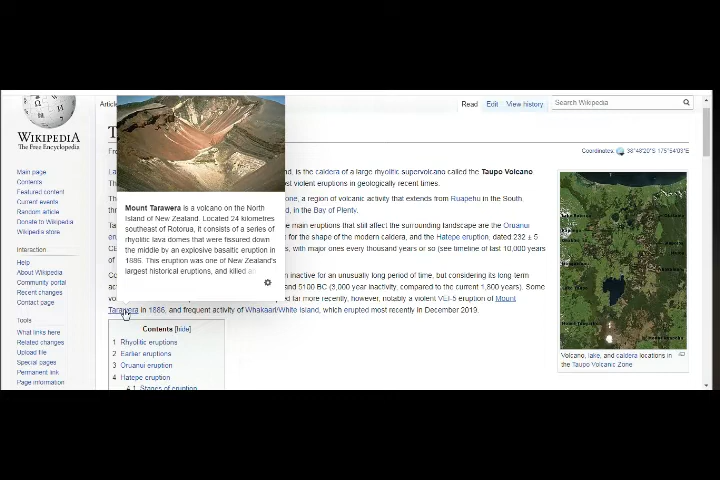 WIKIPEDIA
The Free Encyclopedia
Main page
Contents
Featured content
Current events
Random article
Donate to Wikipedia
Wikipedia store
Interaction
Help
About Wikipedia
Community portal
Recent changes
Contact page
Tools
What links here
Related changes
Upload file
Special pages
Permanent link
Page information
Read Edit View history
Search Wikipedia
Coordinates: 38°48'20"S 175°54'03"E
Mount Tarawera is a volcano on the North
Island of New Zealand. Located 24 kilometres
southeast of Rotorua, it consists of a series of
rhyolitic lava domes that were fissured down
the middle by an explosive basaltic eruption in
1886. This eruption was one of New Zealand's
largest historical eruptions, and killed
, is the caldera of a large rhyolitic supervolcano called the Taupo Volcano
violent eruptions in geologically recent times.
, a region of volcanic activity that extends from Ruapehu in the South
in the Bay of Plenty.
main eruptions that still affect the surrounding landscape are the Oruanui
for the shape of the modern caldera, and the Hatepe eruption, dated 232 ± 5
, with major ones every thousand years or so (see timeline of last 10,000 years
inactive for an unusually long period of time, but considering its long term
and 5100 BC (3,000 year inactivity, compared to the current 1,800 years). Some
far more recently, however, notably a violent VEI-5 eruption of Mount
Tarawera in 1886, and frequent activity of Whakaari/White Island, which erupted most recently in December 2019.
Contents [hide]
1 Rhyolitic eruptions
2 Earlier eruptions
3 Oruanui eruption
4 Hatepe eruption
4.1 Stages of eruption
Volcano, lake, and caldera locations in
the Taupo Volcanic Zone